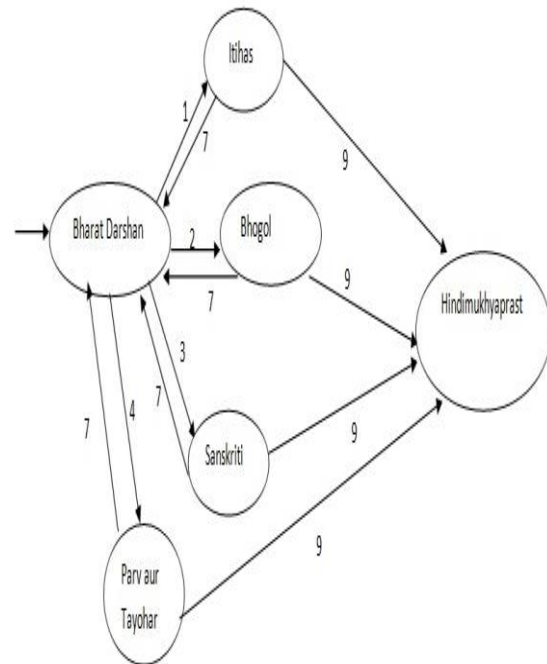 Itihas
1
7
9
Bharat Darshan
2
Bhogol
7
9
Hindimukhyaprast
3
7
4
7
Sanskriti
9
9
Parv aur
Tayohar